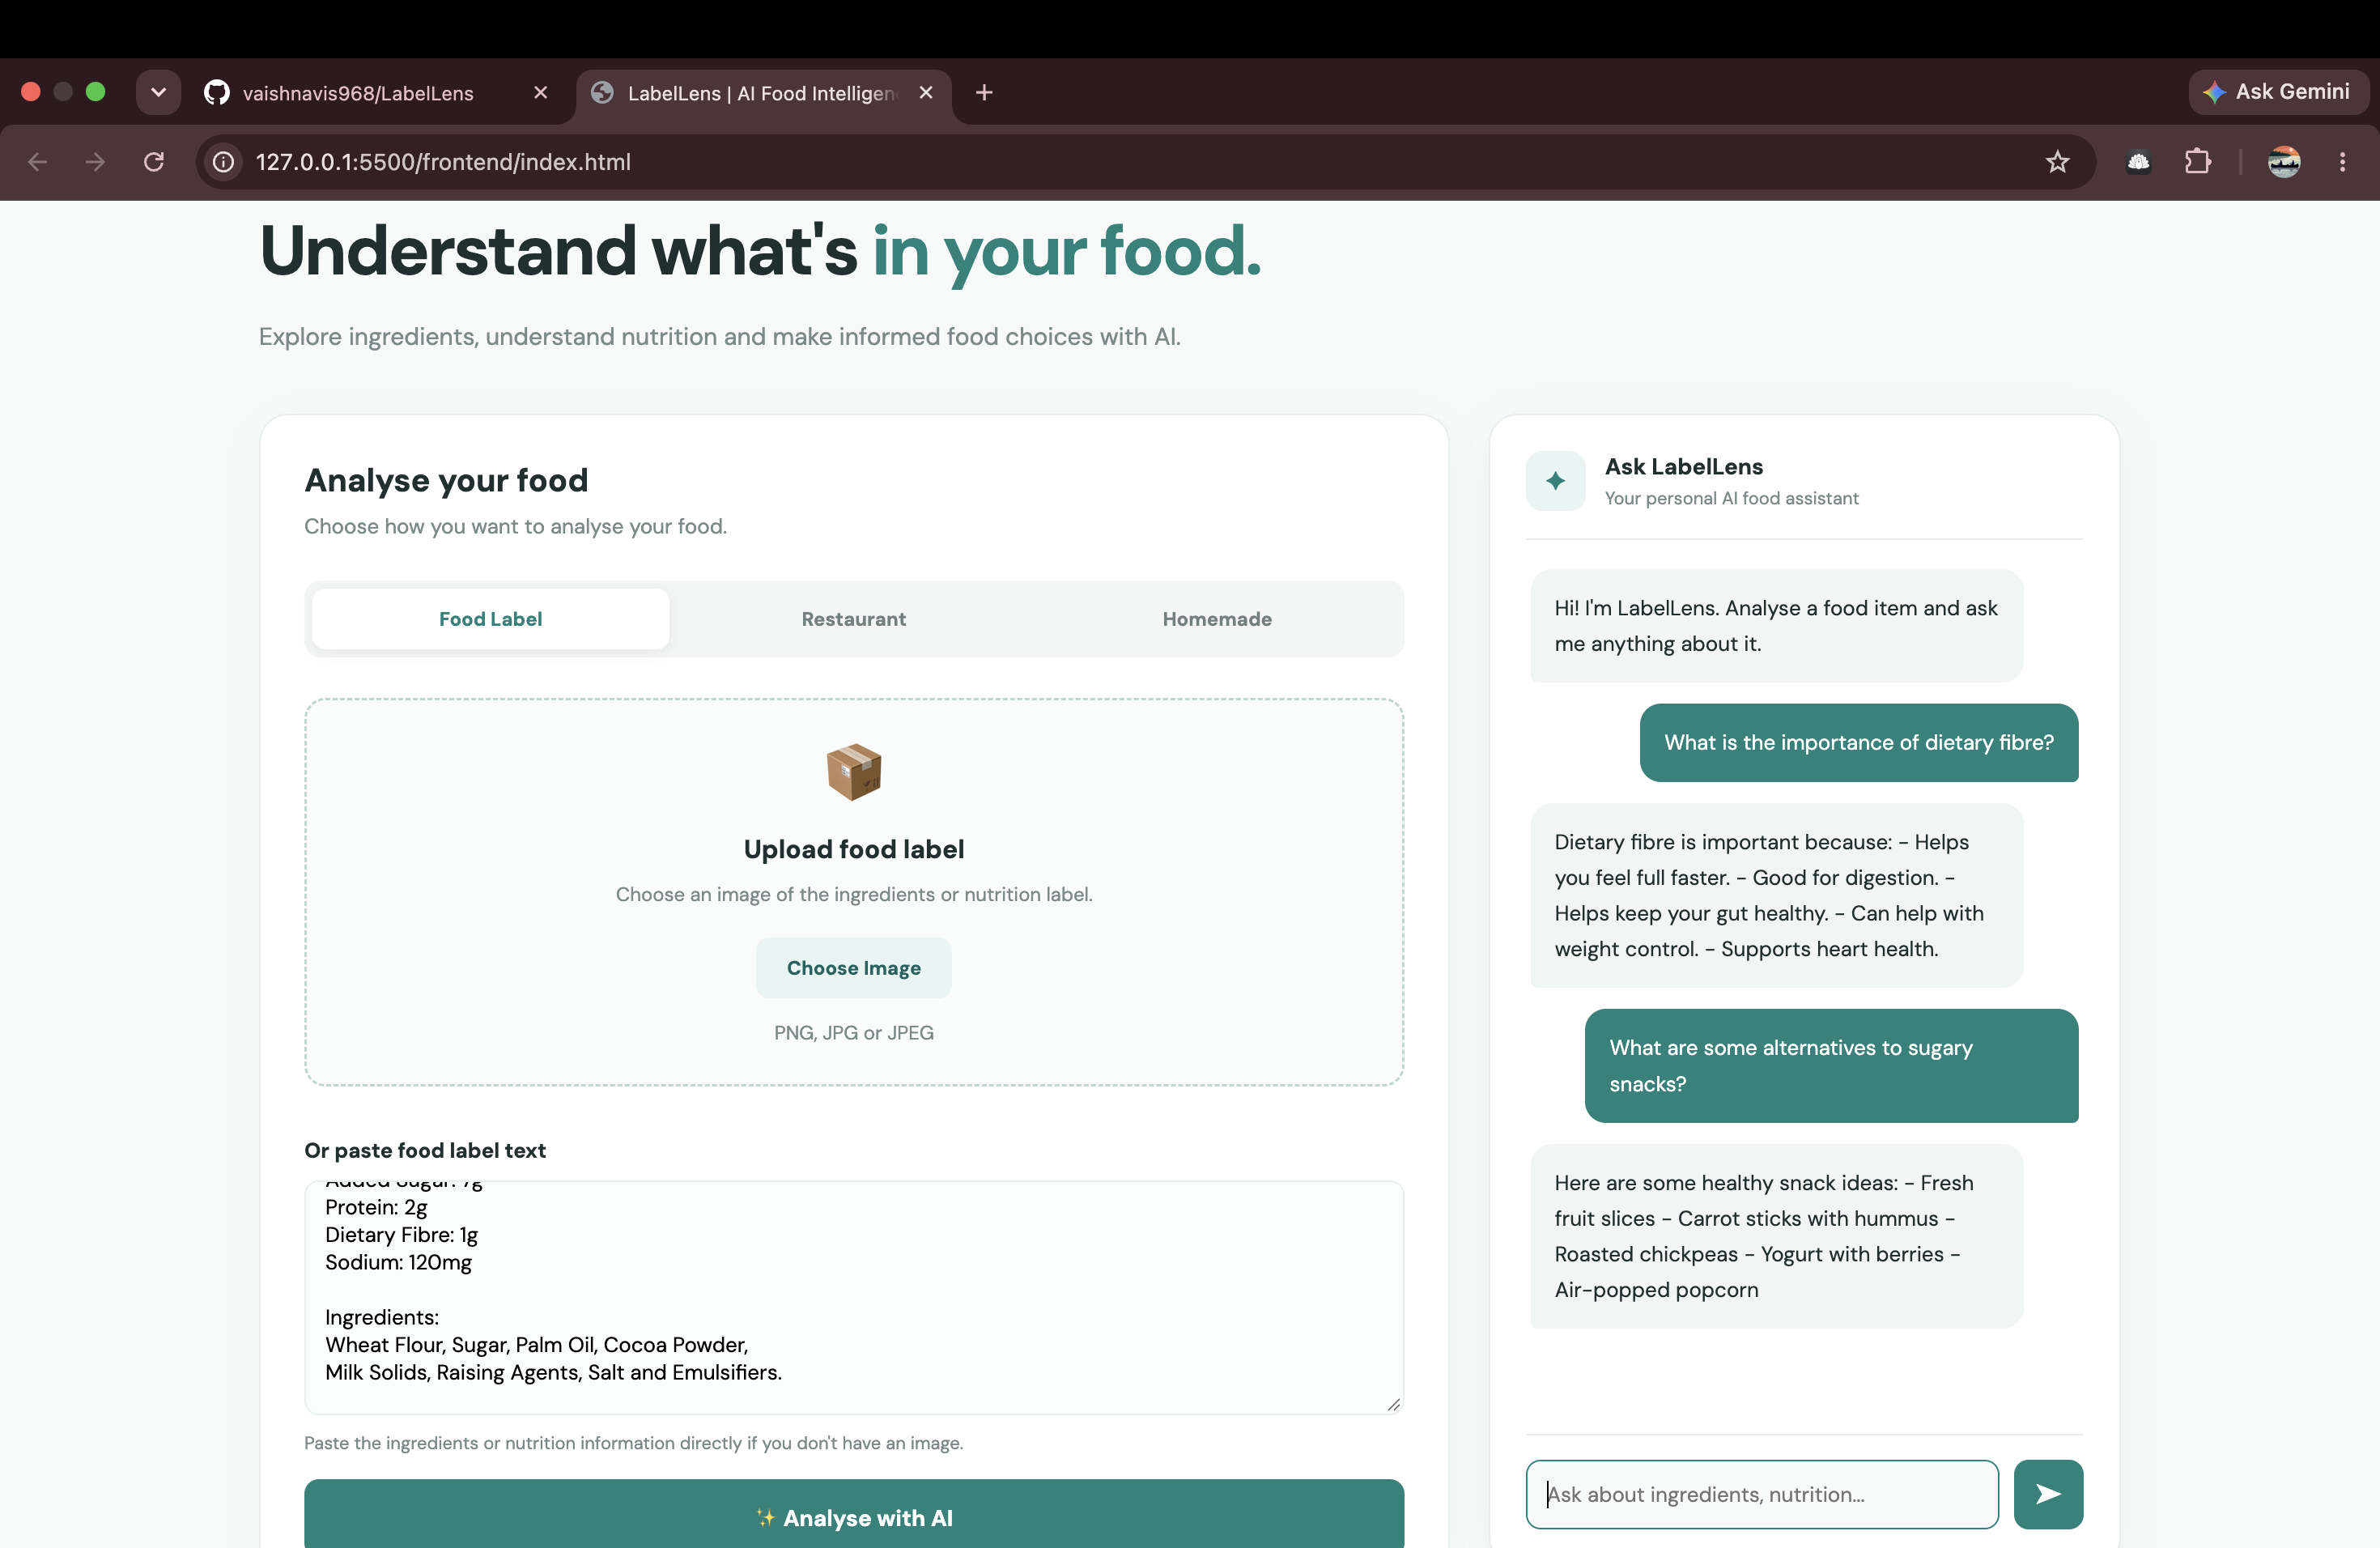 vaishnavis968/LabelLens
LabelLens | AI Food Intelligen
Ask Gemini
127.0.0.1:5500/frontend/index.html
Understand what's in your food.
Explore ingredients, understand nutrition and make informed food choices with AI.
Analyse your food
Choose how you want to analyse your food.
Food Label
Restaurant
Homemade
Upload food label
Choose an image of the ingredients or nutrition label.
Choose Image
PNG, JPG or JPEG
Or paste food label text
Added Sugar: 7g
Protein: 2g
Dietary Fibre: 1g
Sodium: 120mg
Ingredients:
Wheat Flour, Sugar, Palm Oil, Cocoa Powder,
Milk Solids, Raising Agents, Salt and Emulsifiers.
Paste the ingredients or nutrition information directly if you don't have an image.
✨ Analyse with AI
Ask LabelLens
Your personal AI food assistant
Hi! I'm LabelLens. Analyse a food item and ask
me anything about it.
What is the importance of dietary fibre?
Dietary fibre is important because: - Helps
you feel full faster. - Good for digestion. -
Helps keep your gut healthy. - Can help with
weight control. - Supports heart health.
What are some alternatives to sugary
snacks?
Here are some healthy snack ideas: - Fresh
fruit slices - Carrot sticks with hummus -
Roasted chickpeas - Yogurt with berries -
Air-popped popcorn
Ask about ingredients, nutrition...